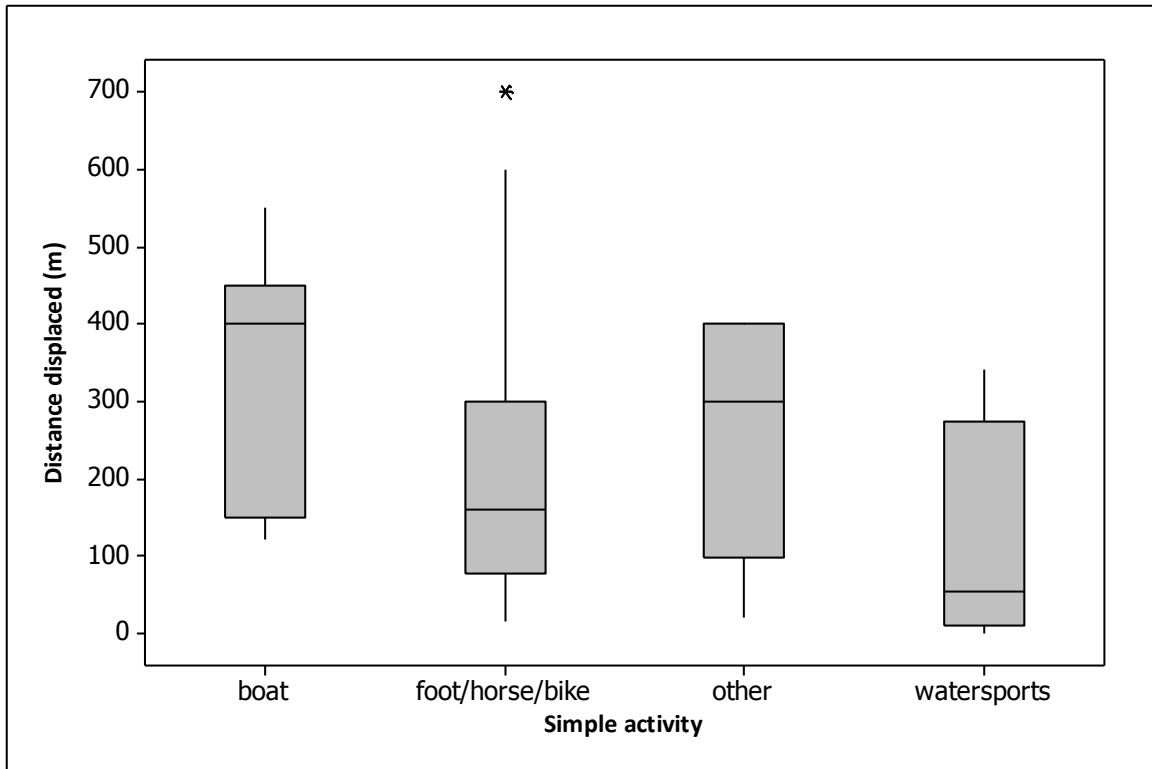 700
600
500
400
300
200
100
0
Distance displaced (m)
boat foot/horse/bike other watersports
Simple activity